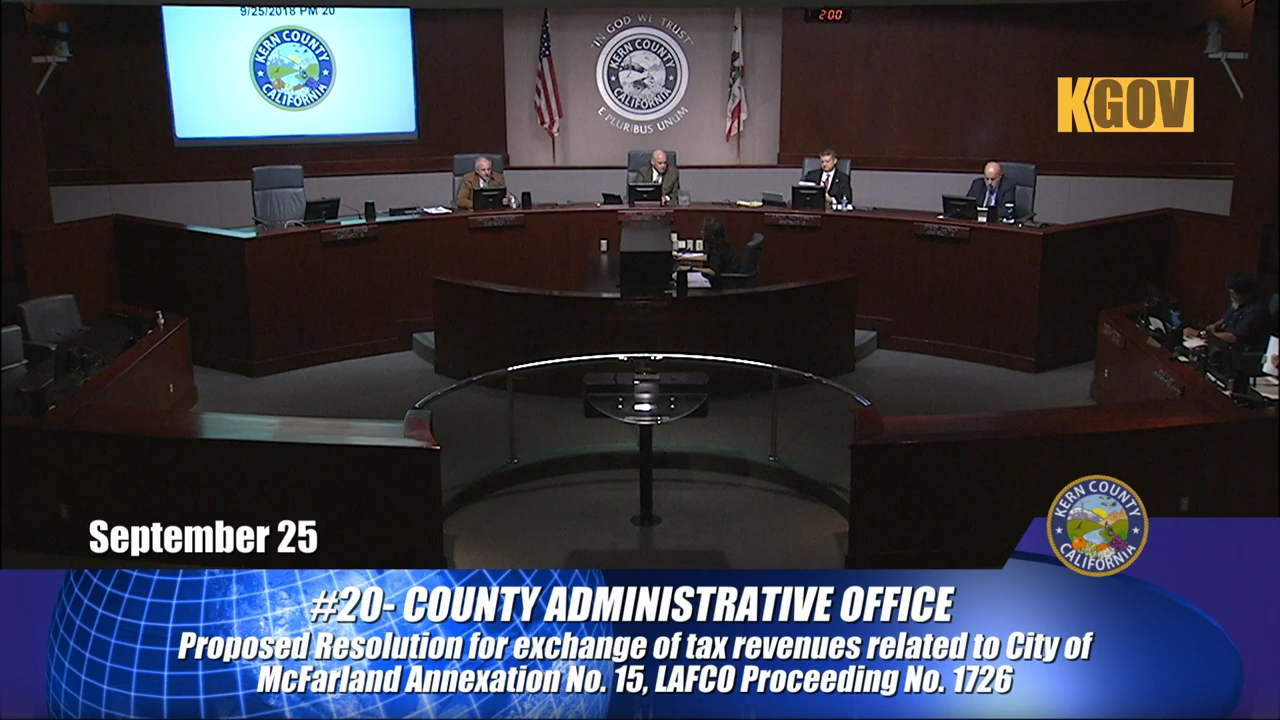 9/25/2018 PM 20
KERN COUNTY
CALIFORNIA
"IN GOD WE TRUST"
KERN COUNTY
CALIFORNIA
E PLURIBUS UNUM
2:00
KGOV
September 25
KERN COUNTY
CALIFORNIA
#20- COUNTY ADMINISTRATIVE OFFICE
Proposed Resolution for exchange of tax revenues related to City of
McFarland Annexation No. 15, LAFCO Proceeding No. 1726